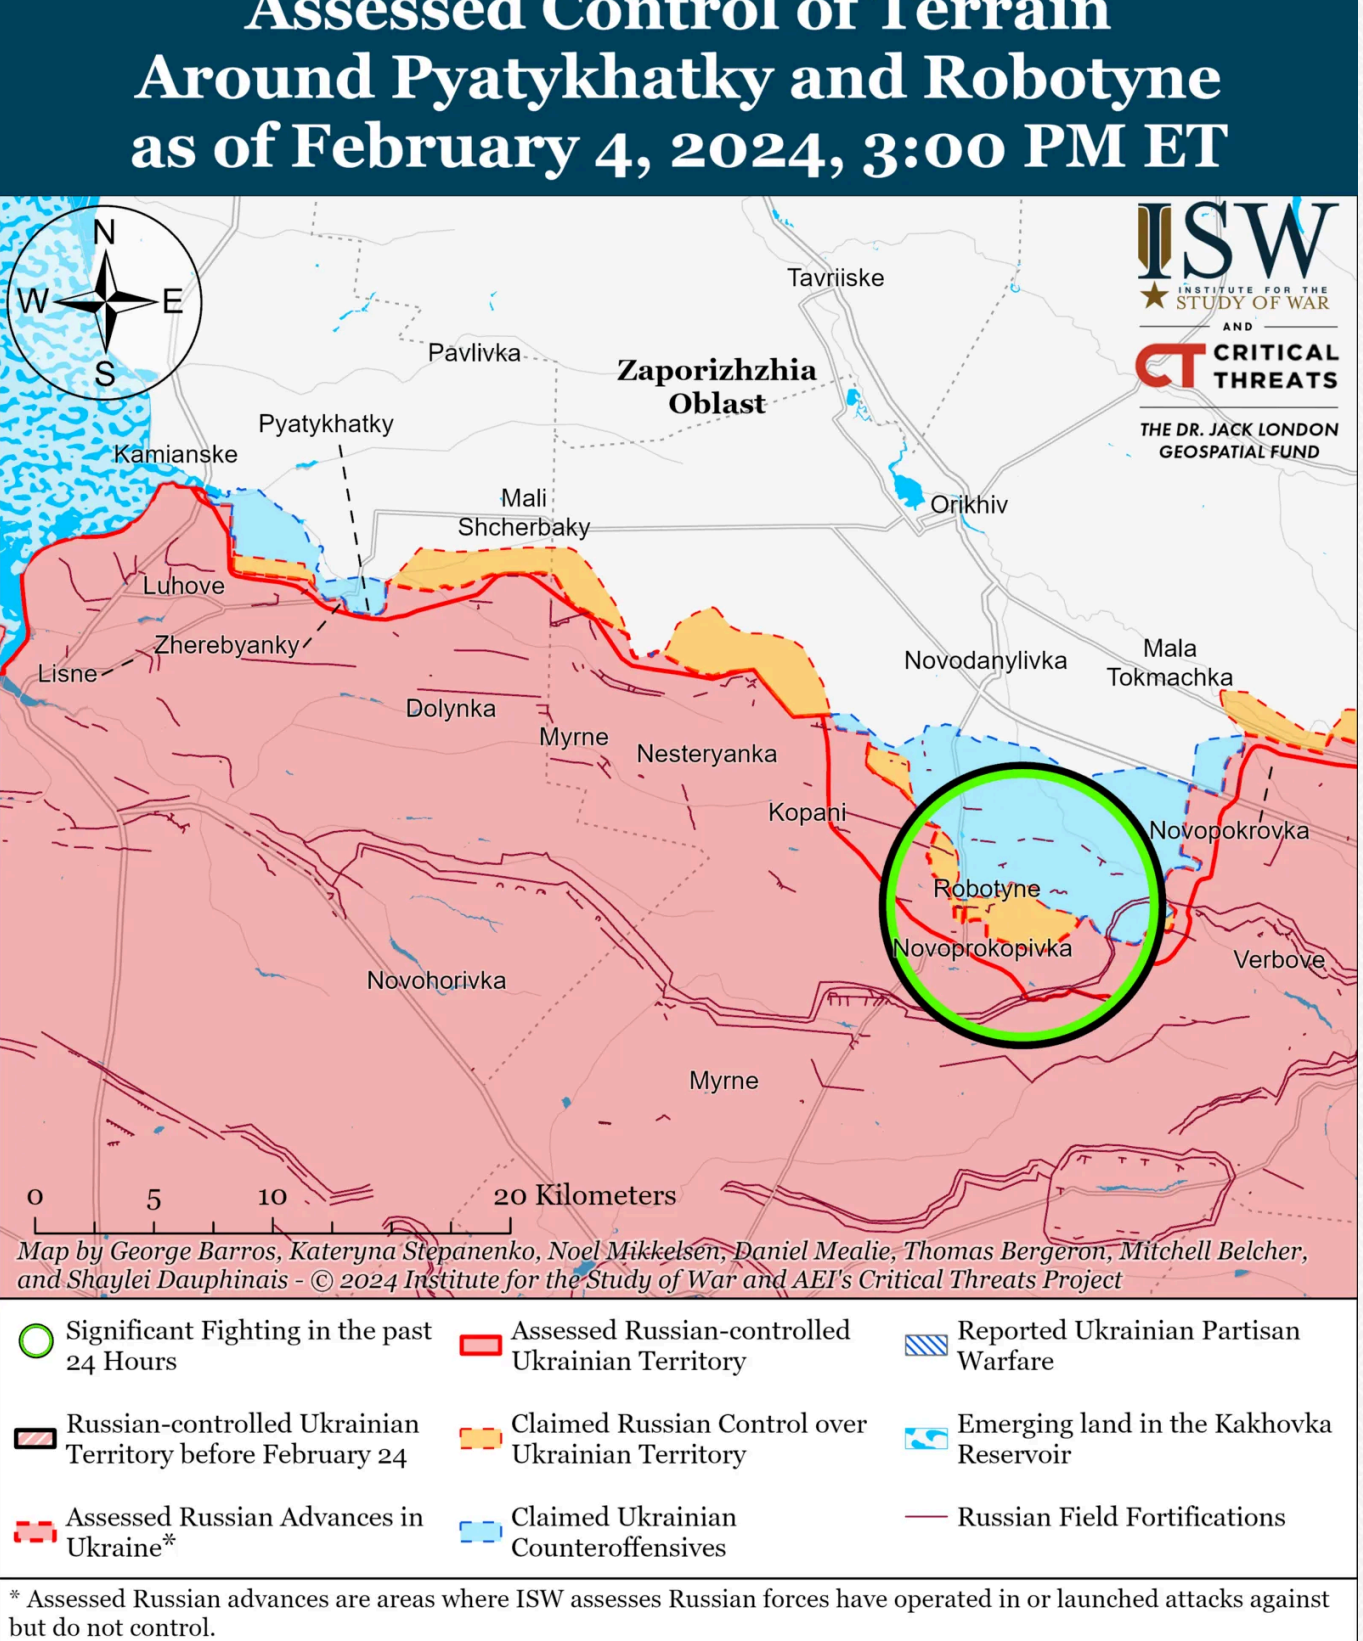 Assessed Control of Terrain
Around Pyatykhatky and Robotyne
as of February 4, 2024, 3:00 PM ET
N
W E
S
ISW
INSTITUTE FOR THE
STUDY OF WAR
AND
CT CRITICAL
THREATS
THE DR. JACK LONDON
GEOSPATIAL FUND
Tavriiske
Pavlivka
Zaporizhzhia
Oblast
Pyatykhatky
Kamianske
Mali
Shcherbaky
Orikhiv
Luhove
Zherebyanky
Lisne
Novodanylivka
Mala
Tokmachka
Dolynka
Myrne
Nesteryanka
Kopani
Novopokrovka
Robotyne
Novoprokopivka
Verbove
Novohorivka
Myrne
0 5 10 20 Kilometers
Map by George Barros, Kateryna Stepanenko, Noel Mikkelsen, Daniel Mealie, Thomas Bergeron, Mitchell Belcher,
and Shaylei Dauphinais - © 2024 Institute for the Study of War and AEI's Critical Threats Project
Significant Fighting in the past
24 Hours
Russian-controlled Ukrainian
Territory before February 24
Assessed Russian Advances in
Ukraine*
Assessed Russian-controlled
Ukrainian Territory
Claimed Russian Control over
Ukrainian Territory
Claimed Ukrainian
Counteroffensives
Reported Ukrainian Partisan
Warfare
Emerging land in the Kakhovka
Reservoir
Russian Field Fortifications
* Assessed Russian advances are areas where ISW assesses Russian forces have operated in or launched attacks against
but do not control.